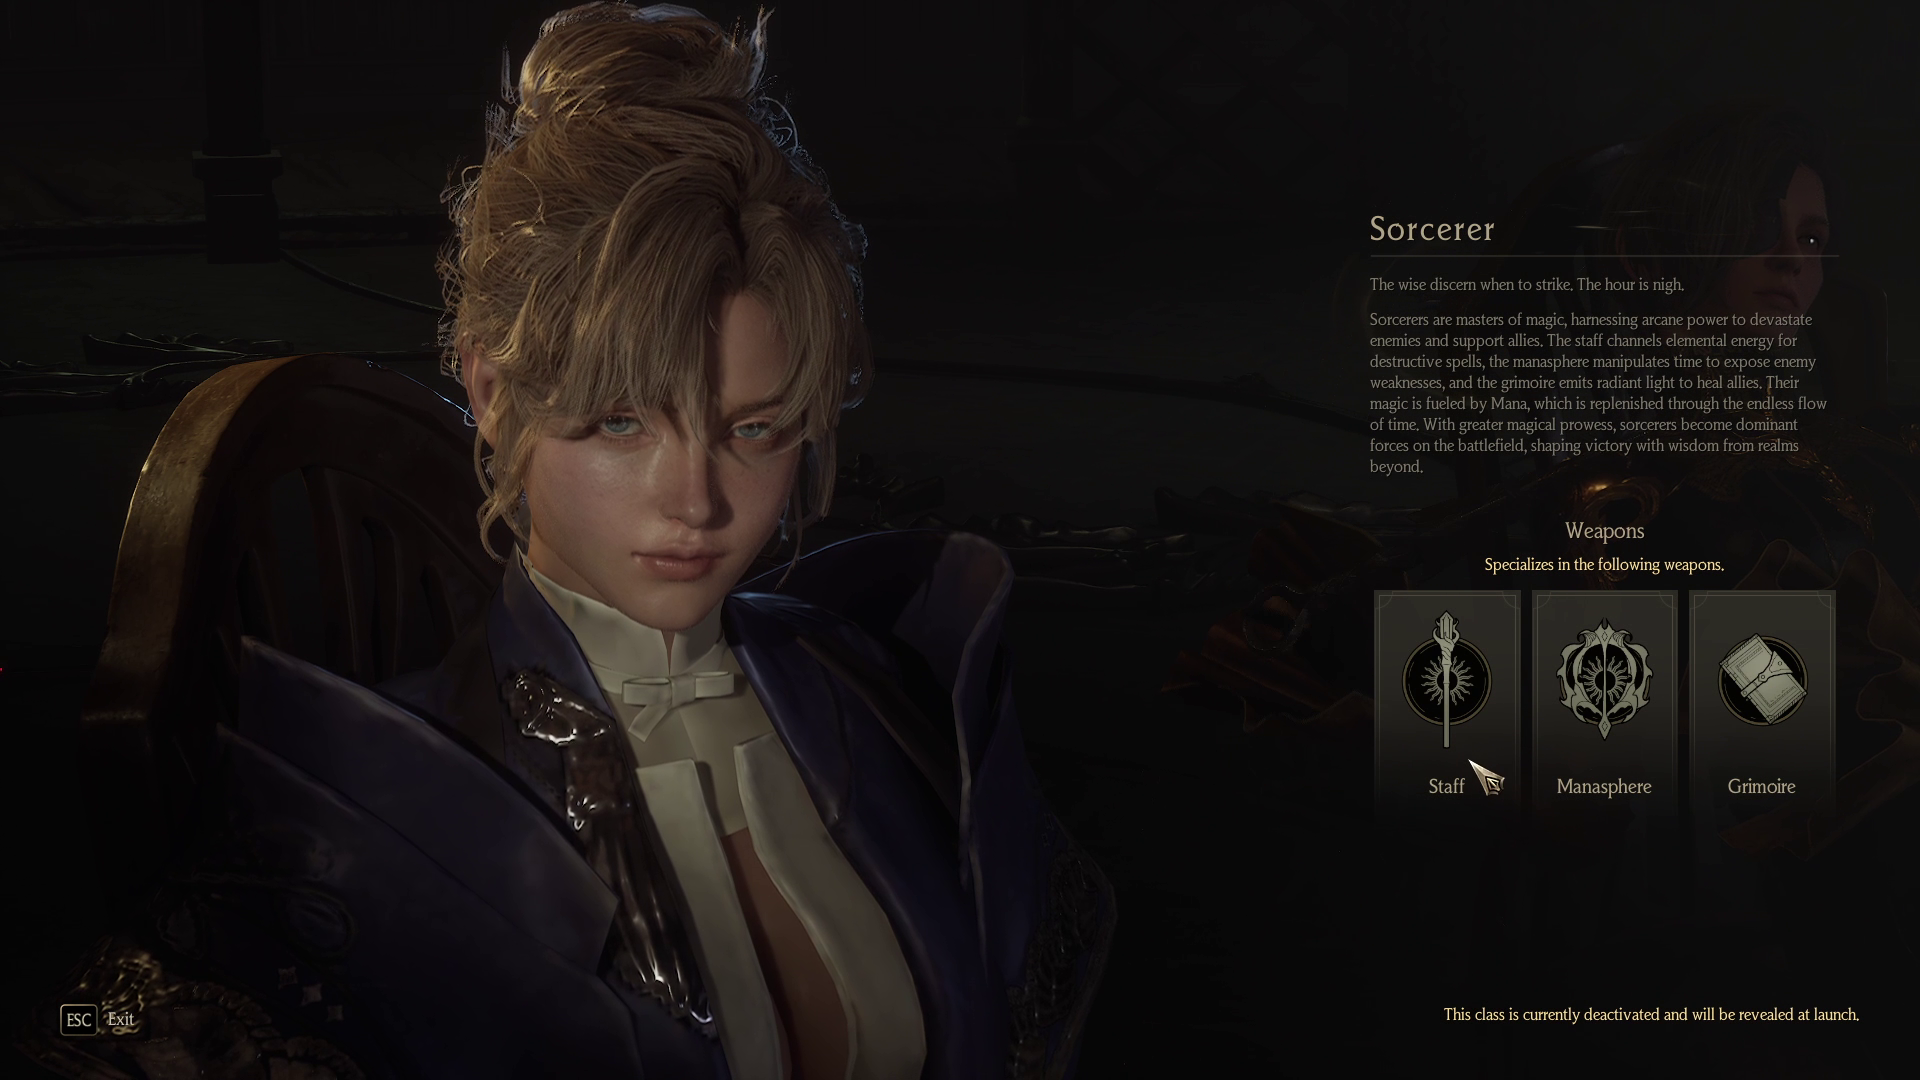 Sorcerer
The wise discern when to strike. The hour is nigh.
Sorcerers are masters of magic, harnessing arcane power to devastate
enemies and support allies. The staff channels elemental energy for
destructive spells, the manasphere manipulates time to expose enemy
weaknesses, and the grimoire emits radiant light to heal allies. Their
magic is fueled by Mana, which is replenished through the endless flow
of time. With greater magical prowess, sorcerers become dominant
forces on the battlefield, shaping victory with wisdom from realms
beyond.
Weapons
Specializes in the following weapons.
Staff
Manasphere
Grimoire
ESC Exit
This class is currently deactivated and will be revealed at launch.